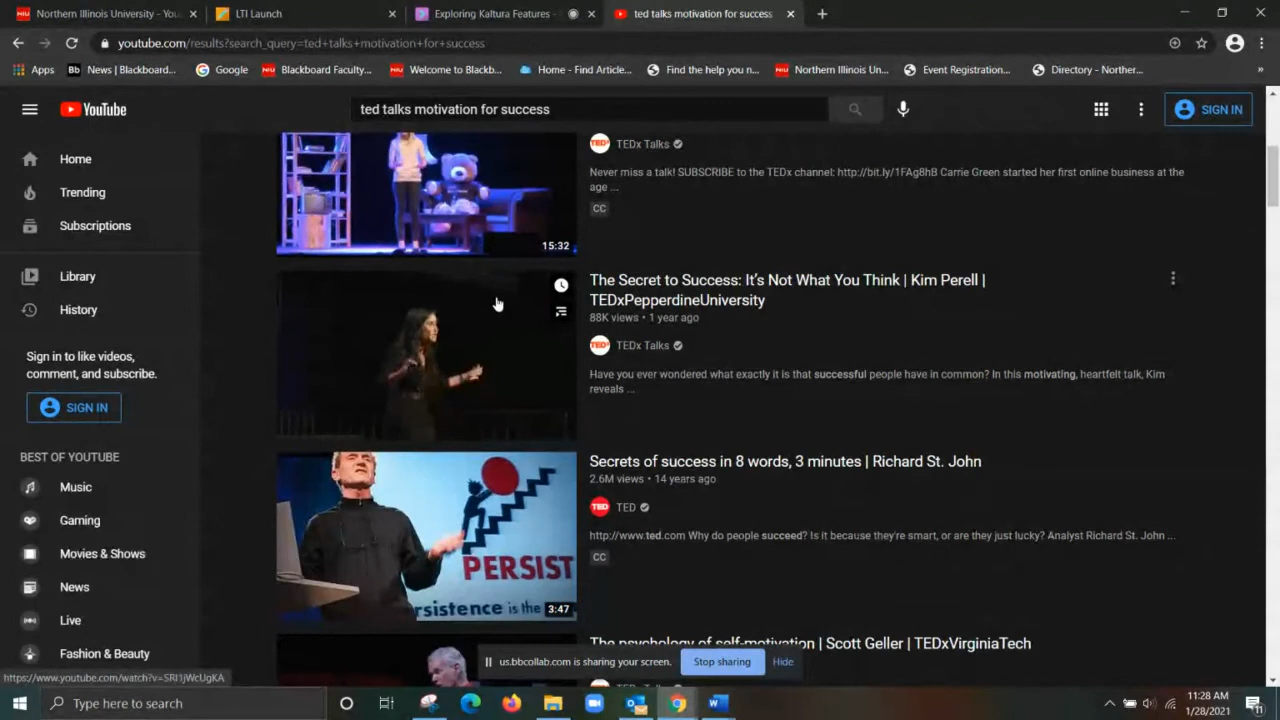 Northern Illinois University - You
LTI Launch
Exploring Kaltura Features -
ted talks motivation for success
youtube.com/results?search_query=ted+talks+motivation+for+success
Apps
Bb News | Blackboard...
Google
NIU Blackboard Faculty...
NIU Welcome to Blackb...
Home - Find Article...
Find the help you n...
NIU Northern Illinois Un...
Event Registration...
Directory - Norther...
YouTube
ted talks motivation for success
SIGN IN
Home
Trending
Subscriptions
Library
History
Sign in to like videos,
comment, and subscribe.
SIGN IN
BEST OF YOUTUBE
Music
Gaming
Movies & Shows
News
Live
Fashion & Beauty
15:32
TEDx Talks
Never miss a talk! SUBSCRIBE to the TEDx channel: http://bit.ly/1FAg8hB Carrie Green started her first online business at the
age ...
CC
The Secret to Success: It's Not What You Think | Kim Perell |
TEDxPepperdineUniversity
88K views • 1 year ago
TEDx Talks
Have you ever wondered what exactly it is that successful people have in common? In this motivating, heartfelt talk, Kim
reveals ...
PERSIST
rsistence is the
3:47
Secrets of success in 8 words, 3 minutes | Richard St. John
2.6M views • 14 years ago
TED
http://www.ted.com Why do people succeed? Is it because they're smart, or are they just lucky? Analyst Richard St. John ...
CC
The psychology of self-motivation | Scott Geller | TEDxVirginiaTech
us.bbcollab.com is sharing your screen.
Stop sharing
Hide
https://www.youtube.com/watch?v=SRI1jWcUgKA
Type here to search
11:28 AM
1/28/2021
11